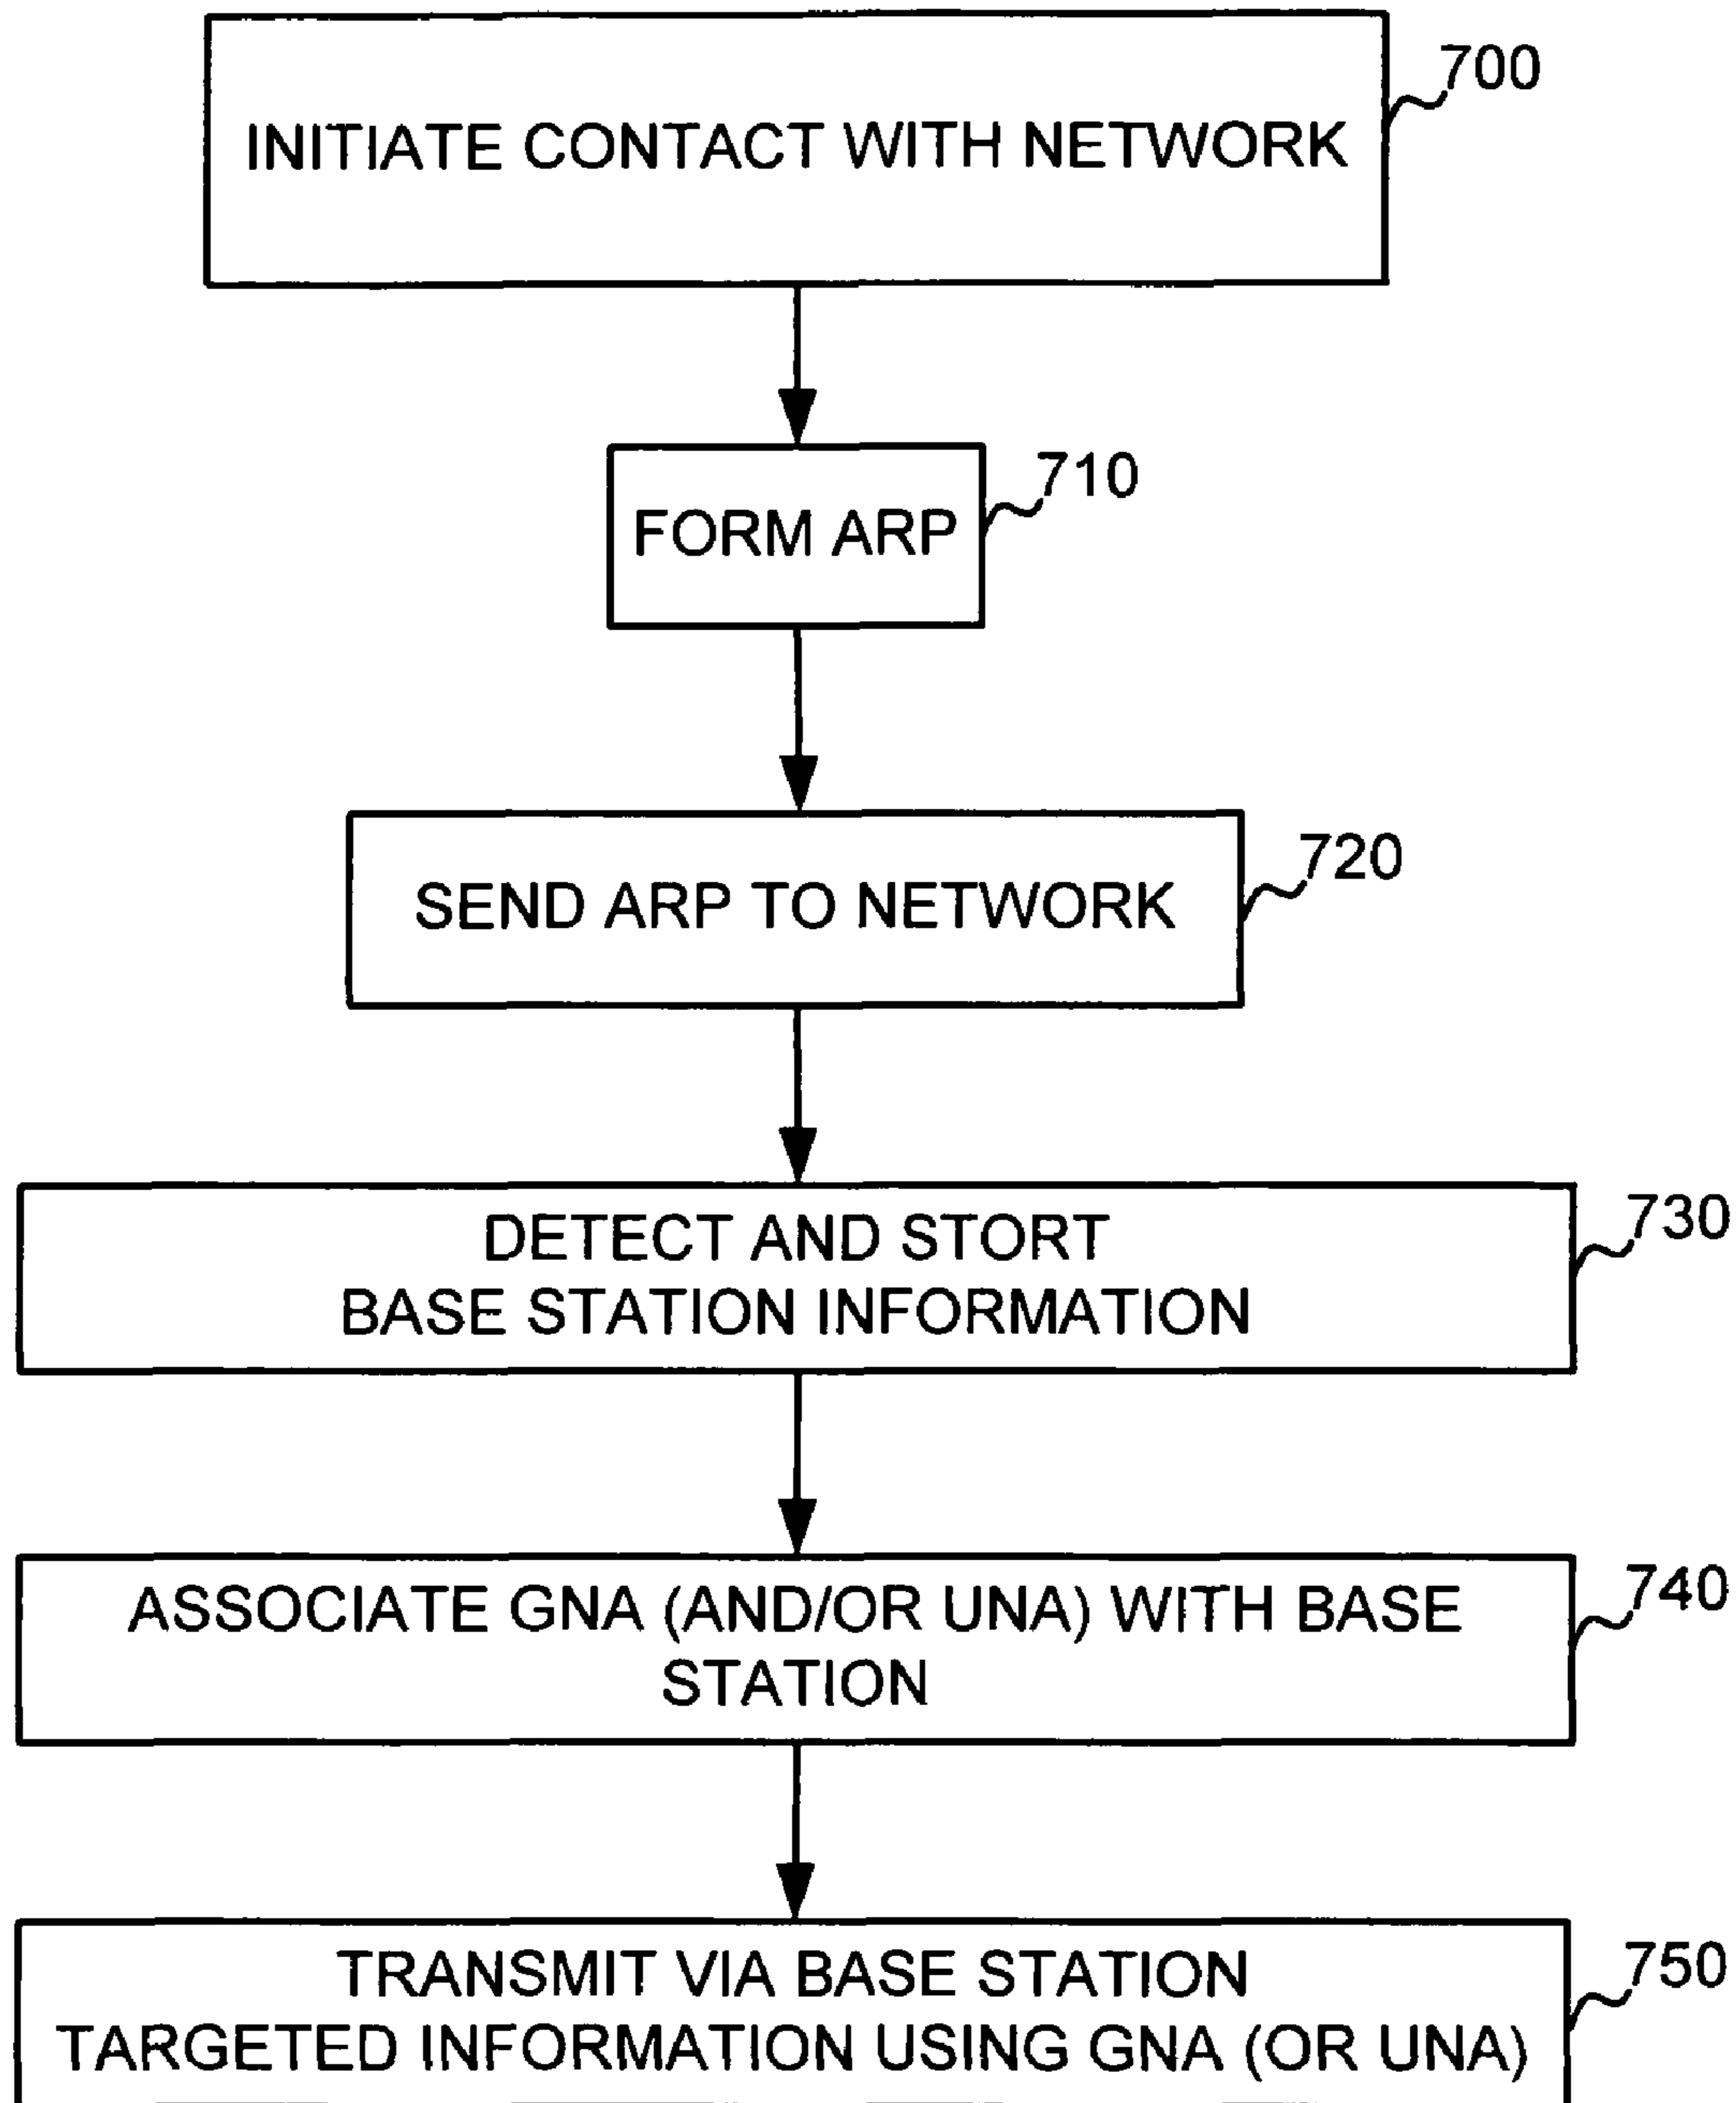 700
INITIATE CONTACT WITH NETWORK
710
FORM ARP
720
SEND ARP TO NETWORK
730
DETECT AND STORT
BASE STATION INFORMATION
740
ASSOCIATE GNA (AND/OR UNA) WITH BASE
STATION
750
TRANSMIT VIA BASE STATION
TARGETED INFORMATION USING GNA (OR UNA)